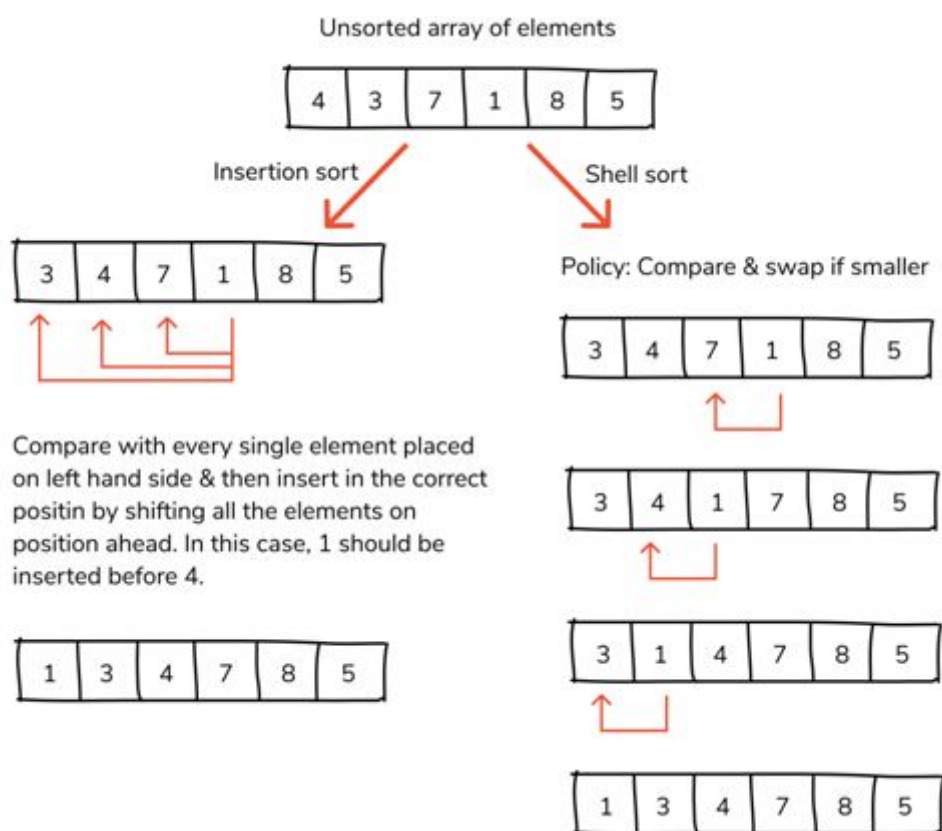 Unsorted array of elements
4 3 7 1 8 5
Insertion sort
Shell sort
3 4 7 1 8 5
Compare with every single element placed
on left hand side & then insert in the correct
positin by shifting all the elements on
position ahead. In this case, 1 should be
inserted before 4.
1 3 4 7 8 5
Policy: Compare & swap if smaller
3 4 7 1 8 5
3 4 1 7 8 5
3 1 4 7 8 5
1 3 4 7 8 5